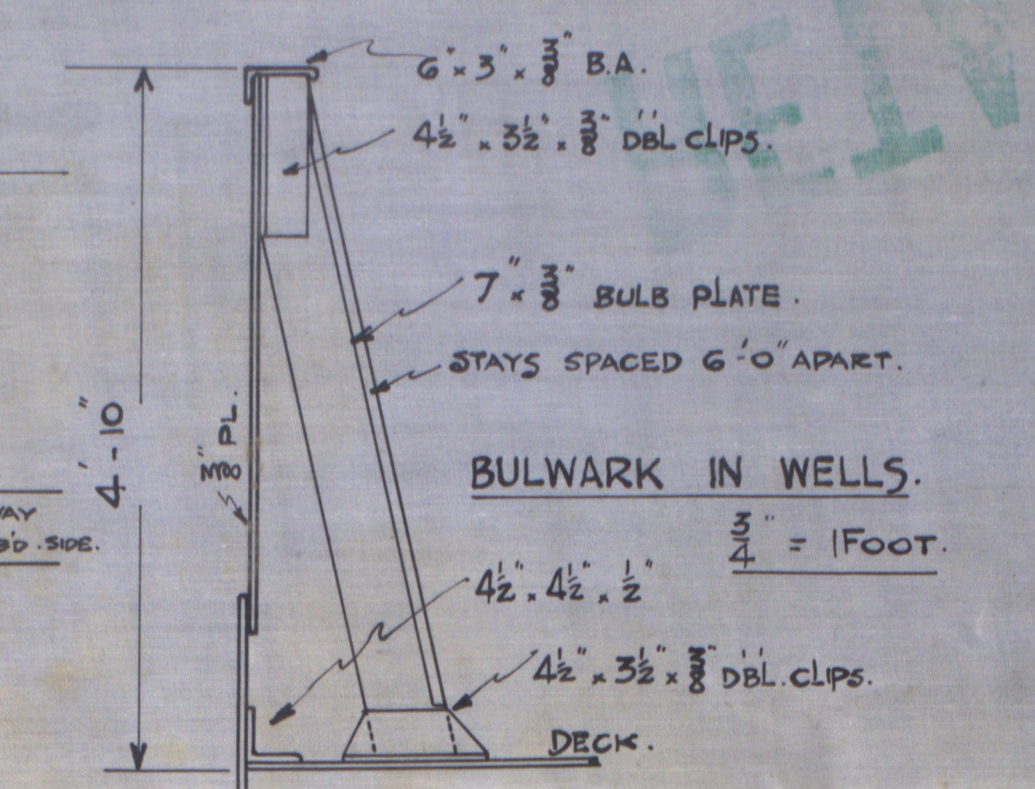 6" x 3" x 3/8" B.A.
4 1/2" x 3 1/2" x 3/8" DBL CLIPS.
7" x 3/8" BULB PLATE.
STAYS SPACED 6'-0" APART.
4'-10"
3/8" PL.
BULWARK IN WELLS.
3/4" = 1 FOOT.
4 1/2" x 4 1/2" x 1/2"
4 1/2" x 3 1/2" x 3/8" DBL. CLIPS.
DECK.
SIDE.